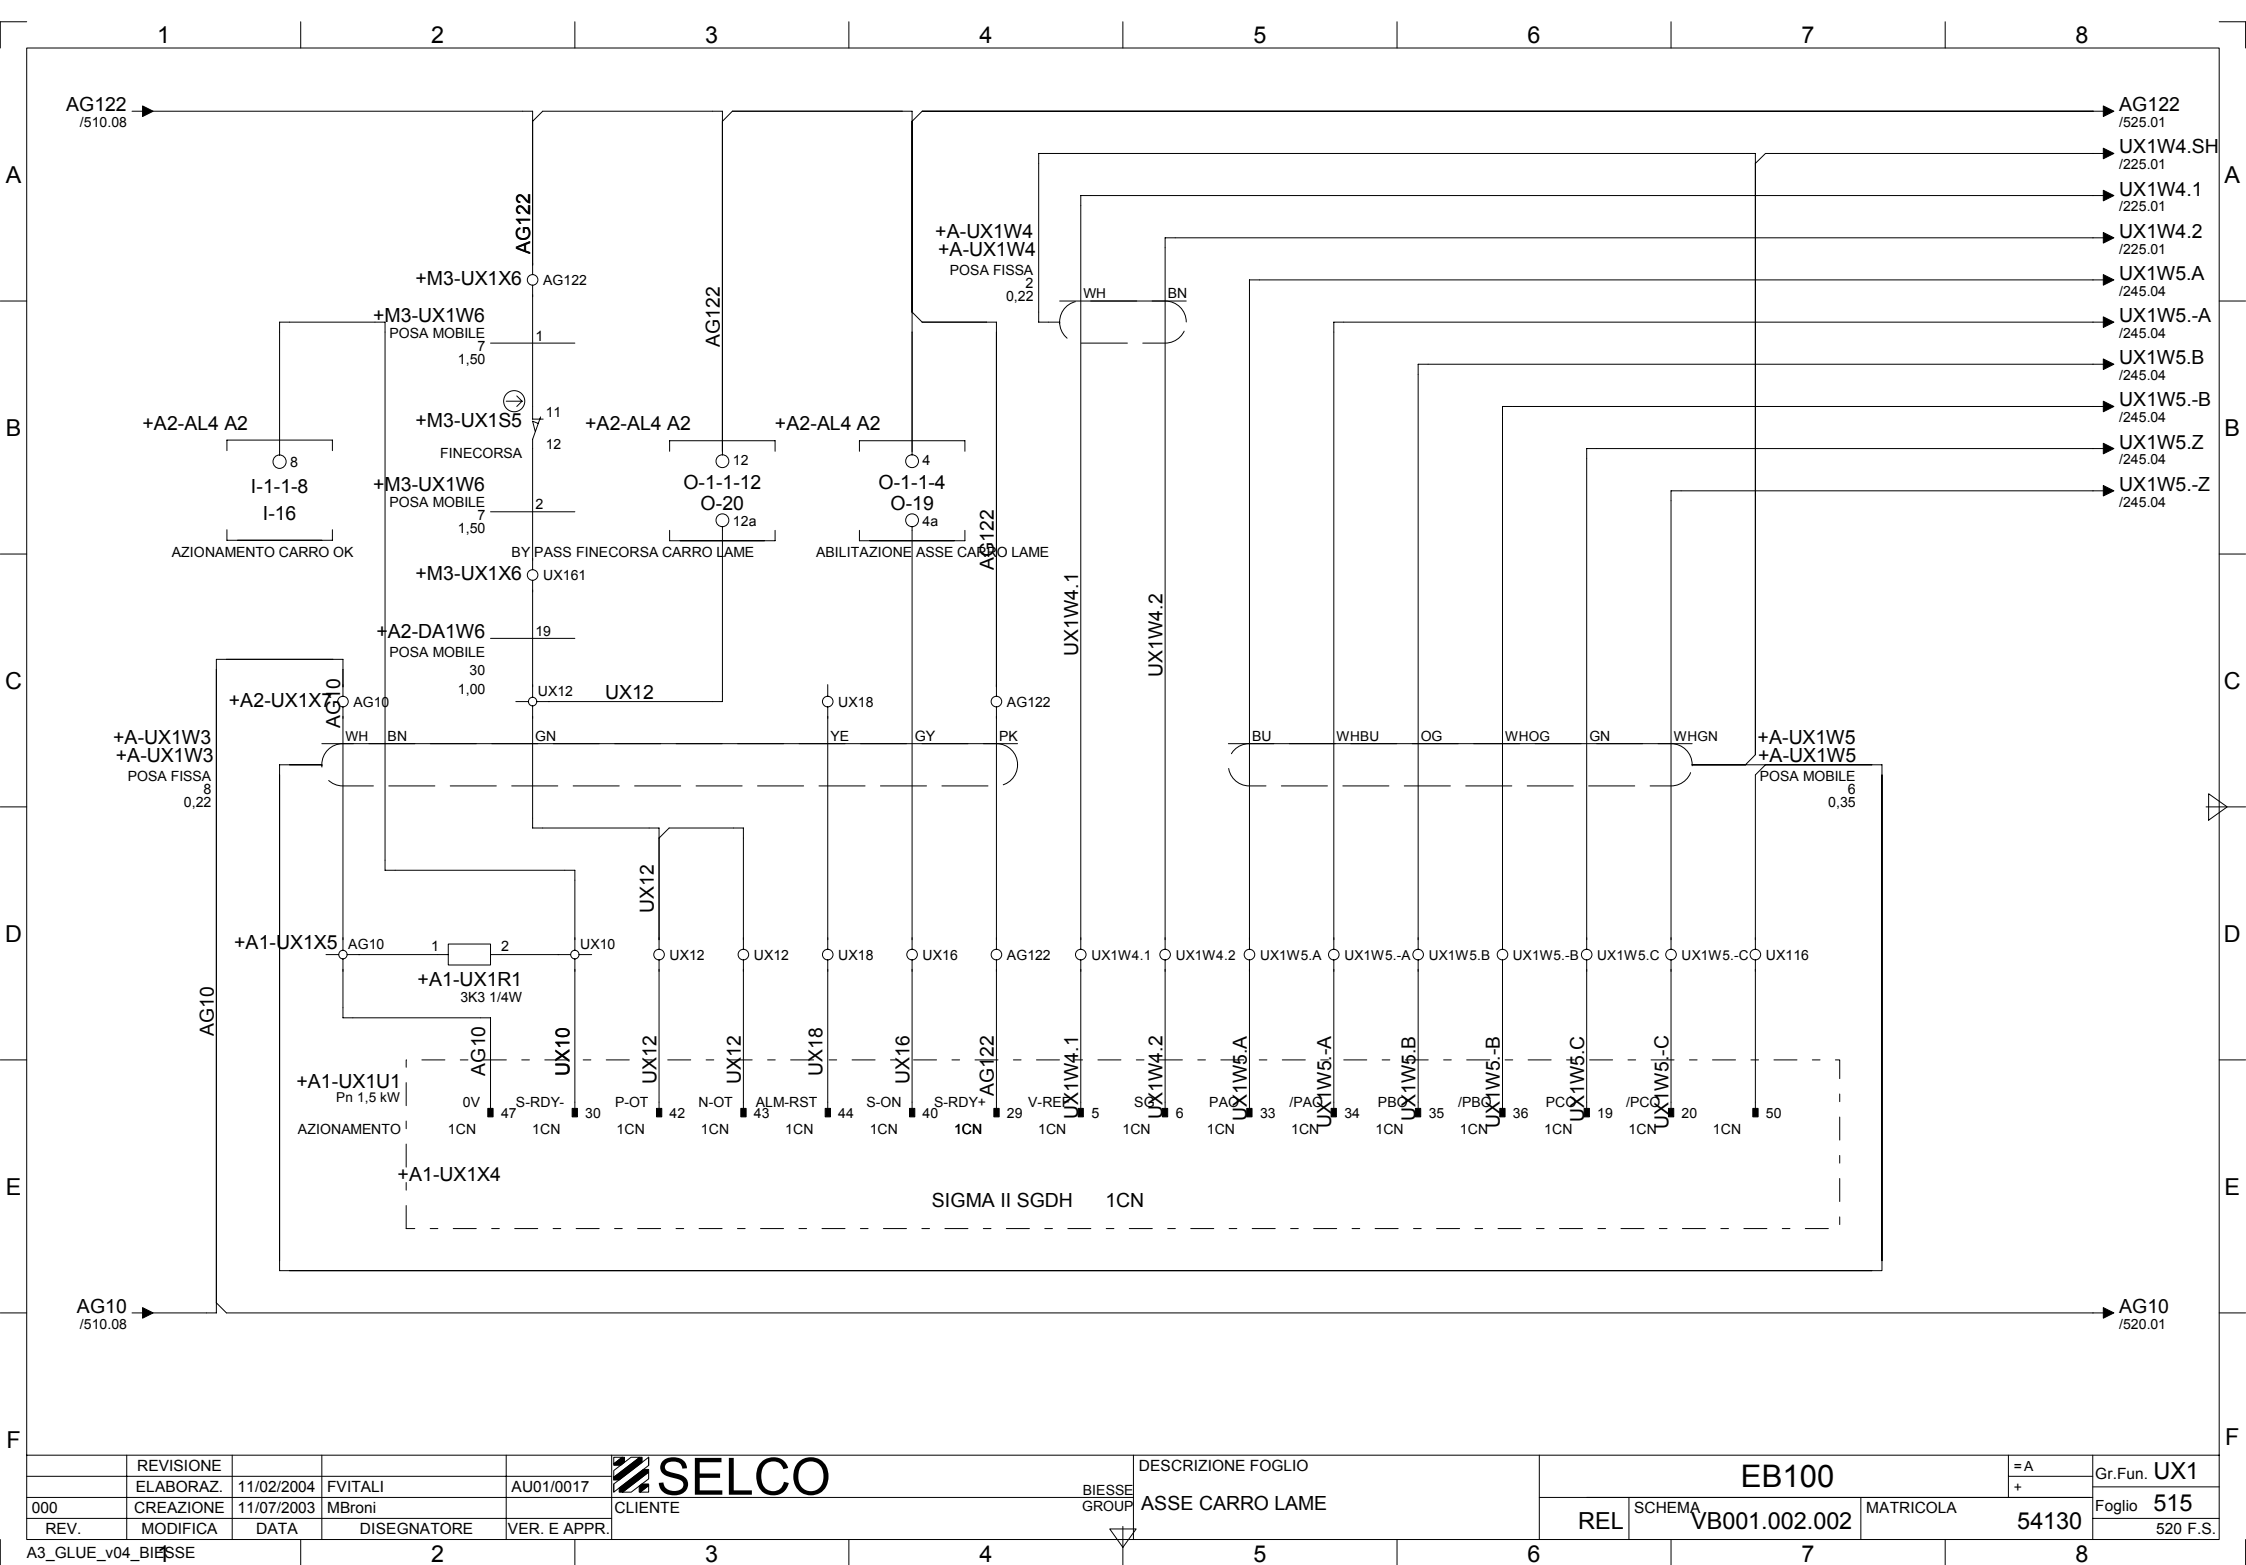 1 2 3 4 5 6 7 8
AG122
/510.08
AG122
/525.01
UX1W4.SH
/225.01
UX1W4.1
/225.01
UX1W4.2
/225.01
UX1W5.A
/245.04
UX1W5.-A
/245.04
UX1W5.B
/245.04
UX1W5.-B
/245.04
UX1W5.Z
/245.04
UX1W5.-Z
/245.04
A A
AG122
AG122
+A-UX1W4
+A-UX1W4
POSA FISSA
2
0,22
WH BN
+M3-UX1X6 AG122
+M3-UX1W6
POSA MOBILE
7
1,50
1
B B
+M3-UX1S5
11
12
FINECORSA
+M3-UX1W6
POSA MOBILE
7
1,50
2
+A2-AL4 A2
8
I-1-1-8
I-16
AZIONAMENTO CARRO OK
+A2-AL4 A2
12
O-1-1-12
O-20
12a
BY PASS FINECORSA CARRO LAME
+A2-AL4 A2
4
O-1-1-4
O-19
4a
ABILITAZIONE ASSE CARRO LAME
AG122
+M3-UX1X6 UX161
UX1W4.1
UX1W4.2
+A2-DA1W6
POSA MOBILE
30
1,00
19
C C
AG10
+A2-UX1X7 AG10
UX12 UX12
UX18
AG122
+A-UX1W3
+A-UX1W3
POSA FISSA
8
0,22
WH BN GN YE GY PK
BU WHBU OG WHOG GN WHGN
+A-UX1W5
+A-UX1W5
POSA MOBILE
6
0,35
UX12
D D
+A1-UX1X5 AG10 1 2 UX10 UX12 UX12 UX18 UX16 AG122 UX1W4.1 UX1W4.2 UX1W5.A UX1W5.-A UX1W5.B UX1W5.-B UX1W5.C UX1W5.-C UX116
+A1-UX1R1
3K3 1/4W
AG10
AG10 UX10 UX12 UX12 UX18 UX16 AG122 UX1W4.1 UX1W4.2 UX1W5.A UX1W5.-A UX1W5.B UX1W5.-B UX1W5.C UX1W5.-C
+A1-UX1U1
Pn 1,5 kW
AZIONAMENTO
0V S-RDY- P-OT N-OT ALM-RST S-ON S-RDY+ V-REF SG PAO /PAO PBO /PBO PCO /PCO
47 30 42 43 44 40 29 5 6 33 34 35 36 19 20 50
1CN 1CN 1CN 1CN 1CN 1CN 1CN 1CN 1CN 1CN 1CN 1CN 1CN 1CN 1CN 1CN
+A1-UX1X4
E E
SIGMA II SGDH 1CN
AG10
/510.08
AG10
/520.01
F F
REVISIONE
ELABORAZ. 11/02/2004 FVITALI AU01/0017
000 CREAZIONE 11/07/2003 MBroni
REV. MODIFICA DATA DISEGNATORE VER. E APPR.
SELCO
CLIENTE
BIESSE
GROUP
DESCRIZIONE FOGLIO
ASSE CARRO LAME
EB100
REL SCHEMA VB001.002.002 MATRICOLA 54130
= A
+
Gr.Fun. UX1
Foglio 515
520 F.S.
A3_GLUE_v04_BIESSE
1 2 3 4 5 6 7 8